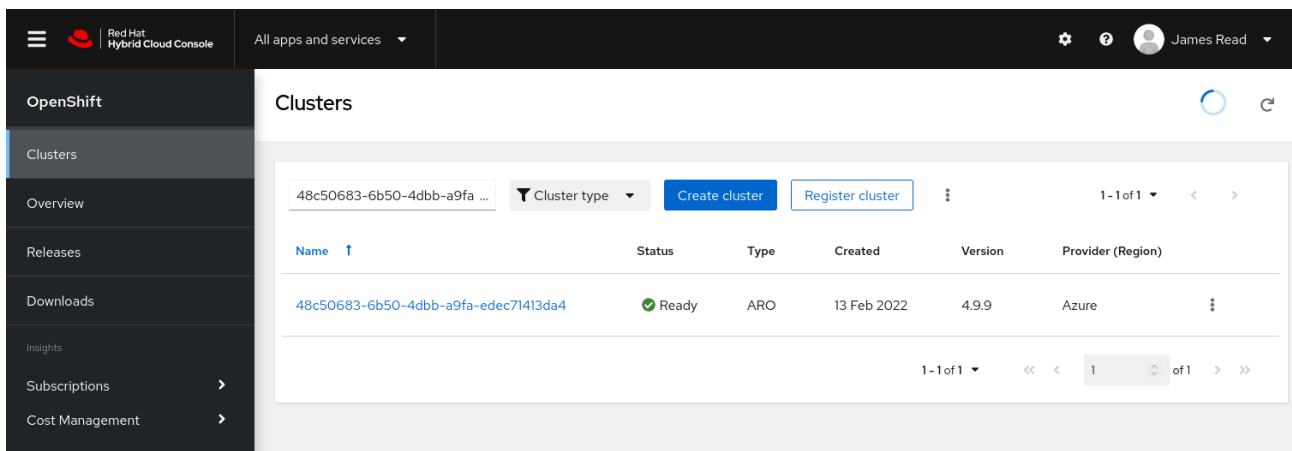 Red Hat
Hybrid Cloud Console
All apps and services
James Read
OpenShift
Clusters
Overview
Releases
Downloads
Insights
Subscriptions
Cost Management
Clusters
48c50683-6b50-4dbb-a9fa ... Cluster type Create cluster Register cluster 1 - 1 of 1
Name Status Type Created Version Provider (Region)
48c50683-6b50-4dbb-a9fa-edec71413da4 Ready ARO 13 Feb 2022 4.9.9 Azure
1 - 1 of 1 1 of 1